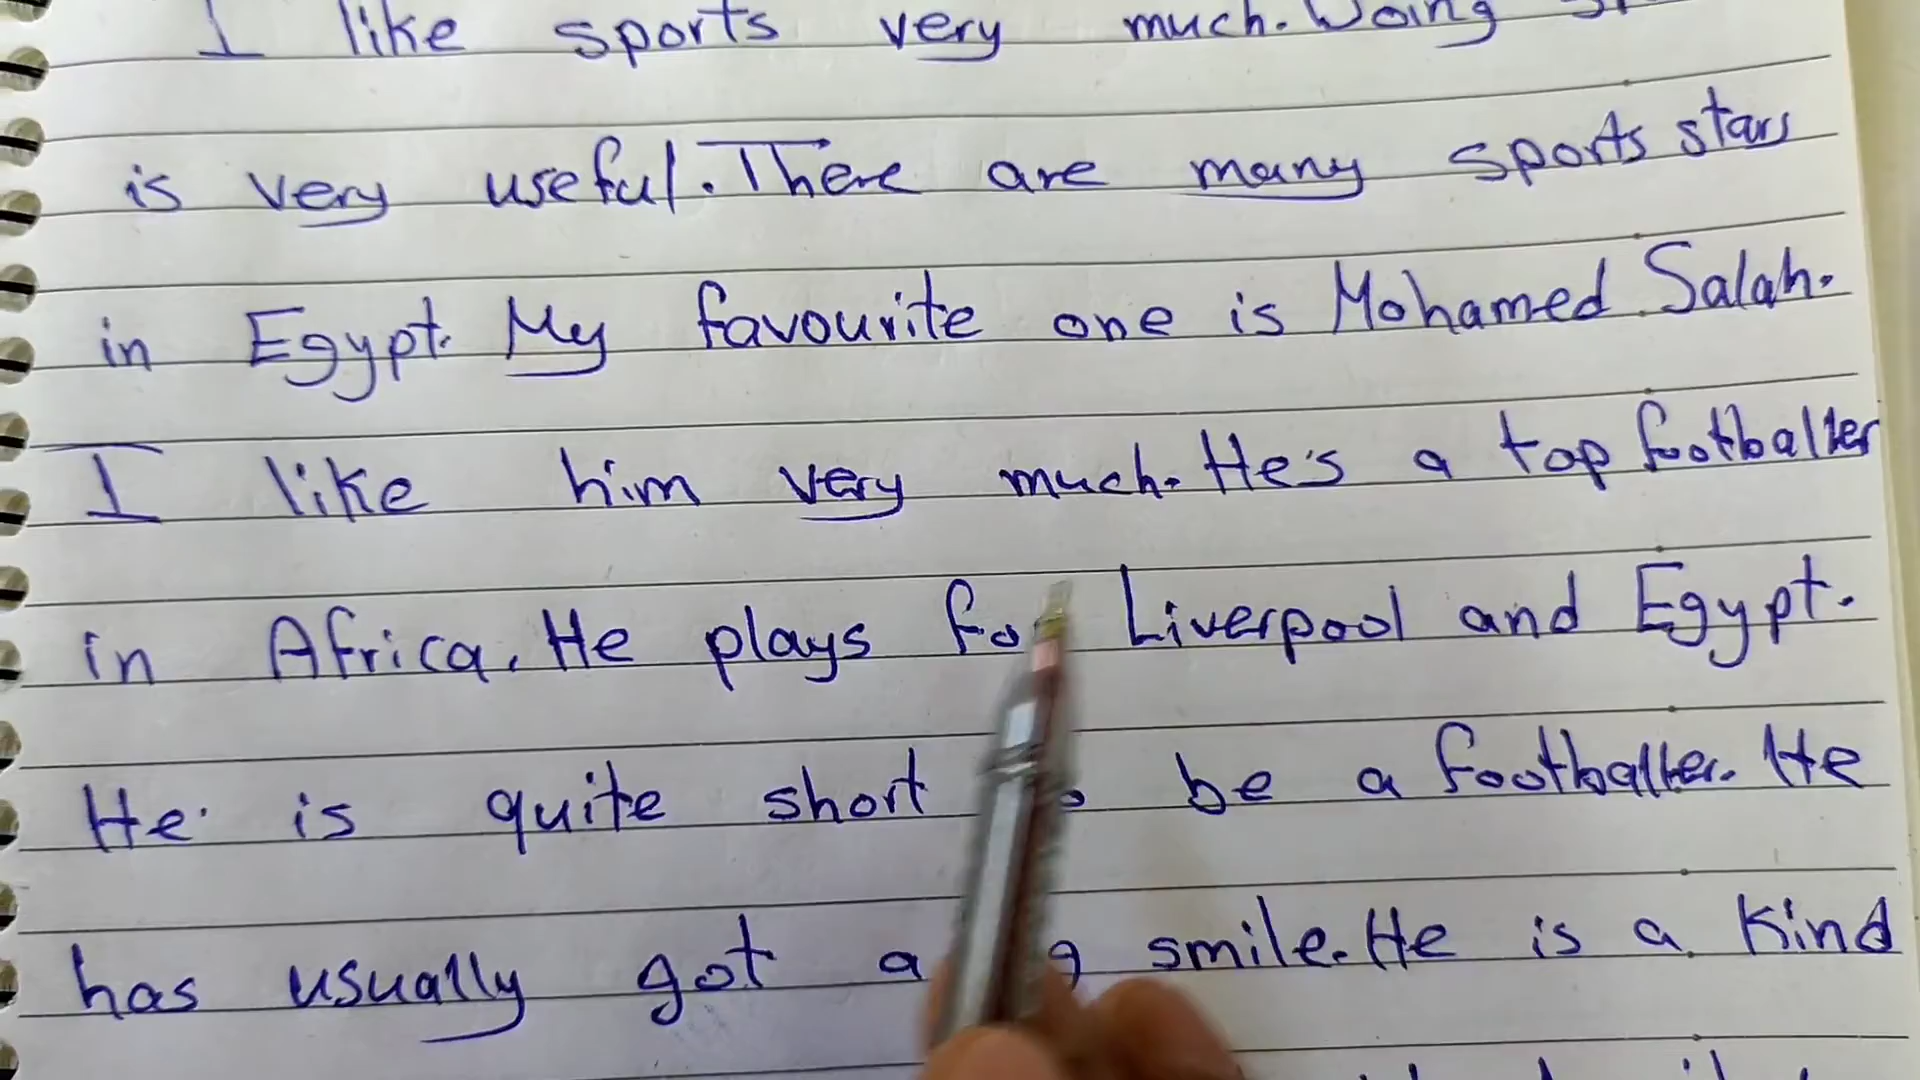 I like sports very much. Doing
is very useful. There are many sports stars
in Egypt. My favourite one is Mohamed Salah.
I like him very much. He's a top footballer
in Africa. He plays Liverpool and Egypt.
He is quite short be a footballer. He
has usually got a smile. He is a kind